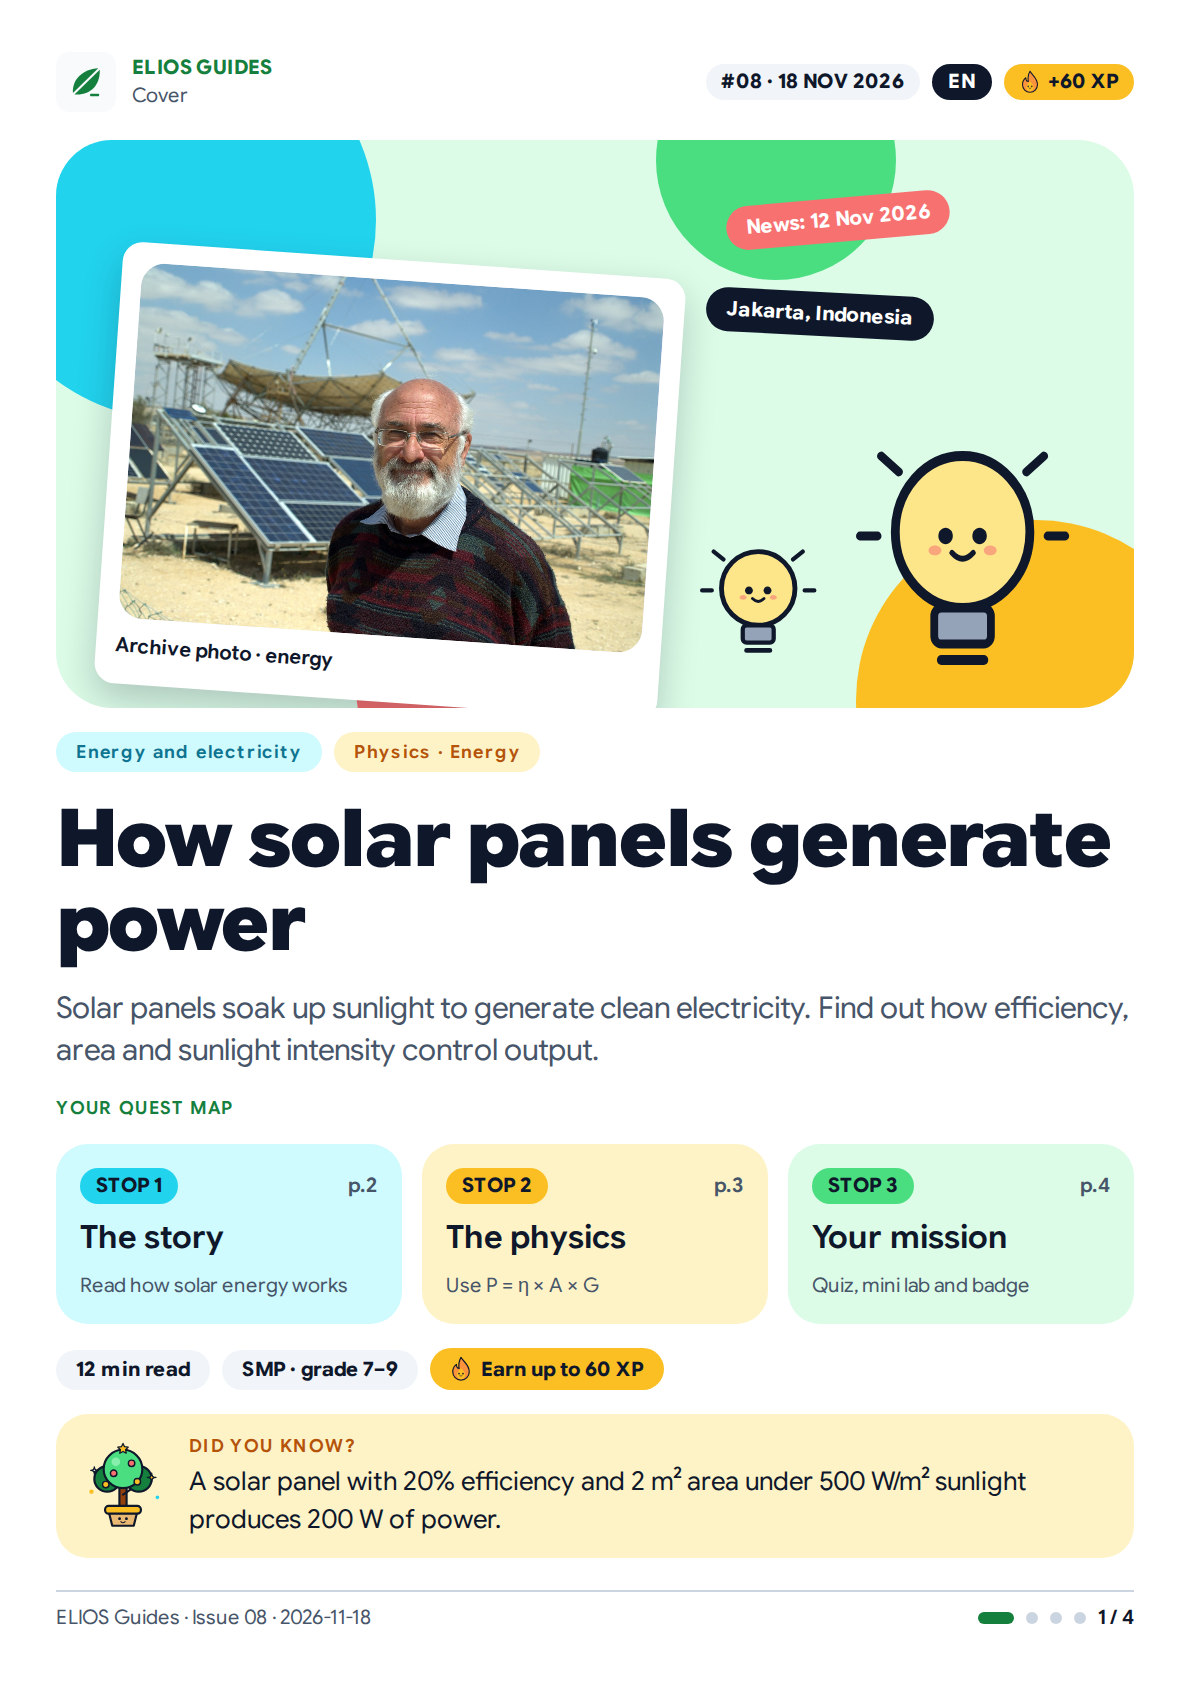 ELIOS GUIDES
Cover
#08 · 18 NOV 2026
EN
+60 XP
News: 12 Nov 2026
Jakarta, Indonesia
Archive photo · energy
Energy and electricity
Physics · Energy
How solar panels generate
power
Solar panels soak up sunlight to generate clean electricity. Find out how efficiency,
area and sunlight intensity control output.
YOUR QUEST MAP
STOP 1
p.2
The story
Read how solar energy works
STOP 2
p.3
The physics
Use P = η × A × G
STOP 3
p.4
Your mission
Quiz, mini lab and badge
12 min read
SMP · grade 7–9
Earn up to 60 XP
DID YOU KNOW?
A solar panel with 20% efficiency and 2 m² area under 500 W/m² sunlight
produces 200 W of power.
ELIOS Guides · Issue 08 · 2026-11-18
1 / 4